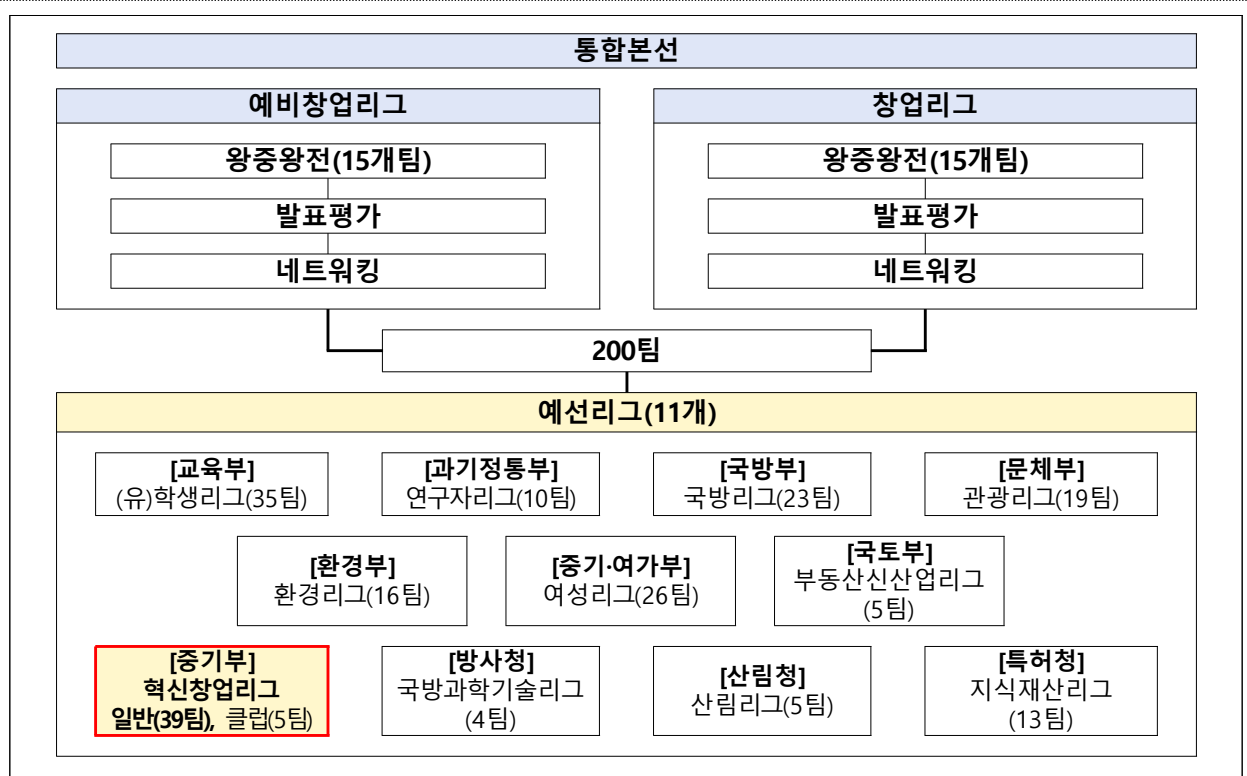 통합본선
예비창업리그
창업리그
왕중왕전(15개팀)
왕중왕전(15개팀)
발표평가
발표평가
네트워킹
네트워킹
200팀
예선리그(11개)
[교육부]
(유)학생리그(35팀)
[과기정통부]
연구자리그(10팀)
[국방부]
국방리그(23팀)
[문체부]
관광리그(19팀)
[환경부]
환경리그(16팀)
[중기·여가부]
여성리그(26팀)
[국토부]
부동산신산업리그
(5팀)
[중기부]
혁신창업리그
일반(39팀), 클럽(5팀)
[방사청]
국방과학기술리그
(4팀)
[산림청]
산림리그(5팀)
[특허청]
지식재산리그
(13팀)